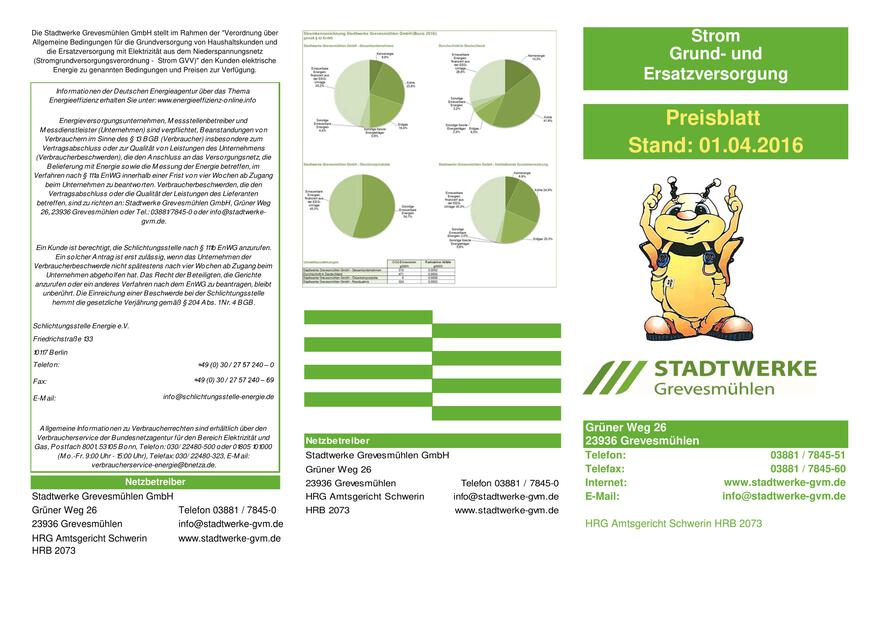 Die Stadtwerke Grevesmühlen GmbH stellt im Rahmen der "Verordnung über
Allgemeine Bedingungen für die Grundversorgung von Haushaltskunden und
die Ersatzversorgung mit Elektrizität aus dem Niederspannungsnetz
(Stromgrundversorgungsverordnung - Strom GVV)" den Kunden elektrische
Energie zu genannten Bedingungen und Preisen zur Verfügung.
Informationen der Deutschen Energieagentur über das Thema
Energieeffizenz erhalten Sie unter: www.energieeffizienz-online.info
Energieversorgungsunternehmen, Messstellenbetreiber und
Messdienstleister (Unternehmen) sind verpflichtet, Beanstandungen von
Verbrauchern im Sinne des § 13 BGB (Verbraucher) insbesondere zum
Vertragsabschluss oder zur Qualität von Leistungen des Unternehmens
(Verbraucherbeschwerden), die den Anschluss an das Versorgungsnetz, die
Belieferung mit Energie sowie die Messung der Energie betreffen, im
Verfahren nach § 111a EnWG innerhalb einer Frist von vier Wochen ab Zugang
beim Unternehmen zu beantworten. Verbraucherbeschwerden, die den
Vertragsabschluss oder die Qualität der Leistungen des Lieferanten
betreffen, sind zu richten an: Stadtwerke Grevesmühlen GmbH, Grüner Weg
26, 23936 Grevesmühlen oder Tel.: 03881 7845-0 oder info@stadtwerke-
gvm.de.
Ein Kunde ist berechtigt, die Schlichtungsstelle nach § 111b EnWG anzurufen.
Ein solcher Antrag ist erst zulässig, wenn das Unternehmen der
Verbraucherbeschwerde nicht spätestens nach vier Wochen ab Zugang beim
Unternehmen abgeholfen hat. Das Recht der Beteiligten, die Gerichte
anzurufen oder ein anderes Verfahren nach dem EnWG zu beantragen, bleibt
unberührt. Die Einreichung einer Beschwerde bei der Schlichtungsstelle
hemmt die gesetzliche Verjährung gemäß § 204 Abs. 1 Nr. 4 BGB.
Schlichtungsstelle Energie e.V.
Friedrichstraße 133
10117 Berlin
Telefon: +49 (0) 30 / 27 57 240 – 0
Fax: +49 (0) 30 / 27 57 240 – 69
E-Mail: info@schlichtungsstelle-energie.de
Allgemeine Informationen zu Verbraucherrechten sind erhältlich über den
Verbraucherservice der Bundesnetzagentur für den Bereich Elektrizität und
Gas, Postfach 8001, 53105 Bonn, Telefon: 030/ 22480-500 oder 01805 101000
(Mo.-Fr. 9:00 Uhr - 15:00 Uhr), Telefax: 030/ 22480-323, E-Mail:
verbraucherservice-energie@bnetza.de.
Netzbetreiber
Stadtwerke Grevesmühlen GmbH
Grüner Weg 26 Telefon 03881 / 7845-0
23936 Grevesmühlen info@stadtwerke-gvm.de
HRG Amtsgericht Schwerin www.stadtwerke-gvm.de
HRB 2073
Stromkennzeichnung Stadtwerke Grevesmühlen GmbH (Basis 2014)
gemäß § 42 EnWG
Netzbetreiber
Stadtwerke Grevesmühlen GmbH
Grüner Weg 26
23936 Grevesmühlen Telefon 03881 / 7845-0
HRG Amtsgericht Schwerin info@stadtwerke-gvm.de
HRB 2073 www.stadtwerke-gvm.de
Strom
Grund- und
Ersatzversorgung
Preisblatt
Stand: 01.04.2016
STADTWERKE
Grevesmühlen
Grüner Weg 26
23936 Grevesmühlen
Telefon: 03881 / 7845-51
Telefax: 03881 / 7845-60
Internet: www.stadtwerke-gvm.de
E-Mail: info@stadtwerke-gvm.de
HRG Amtsgericht Schwerin HRB 2073